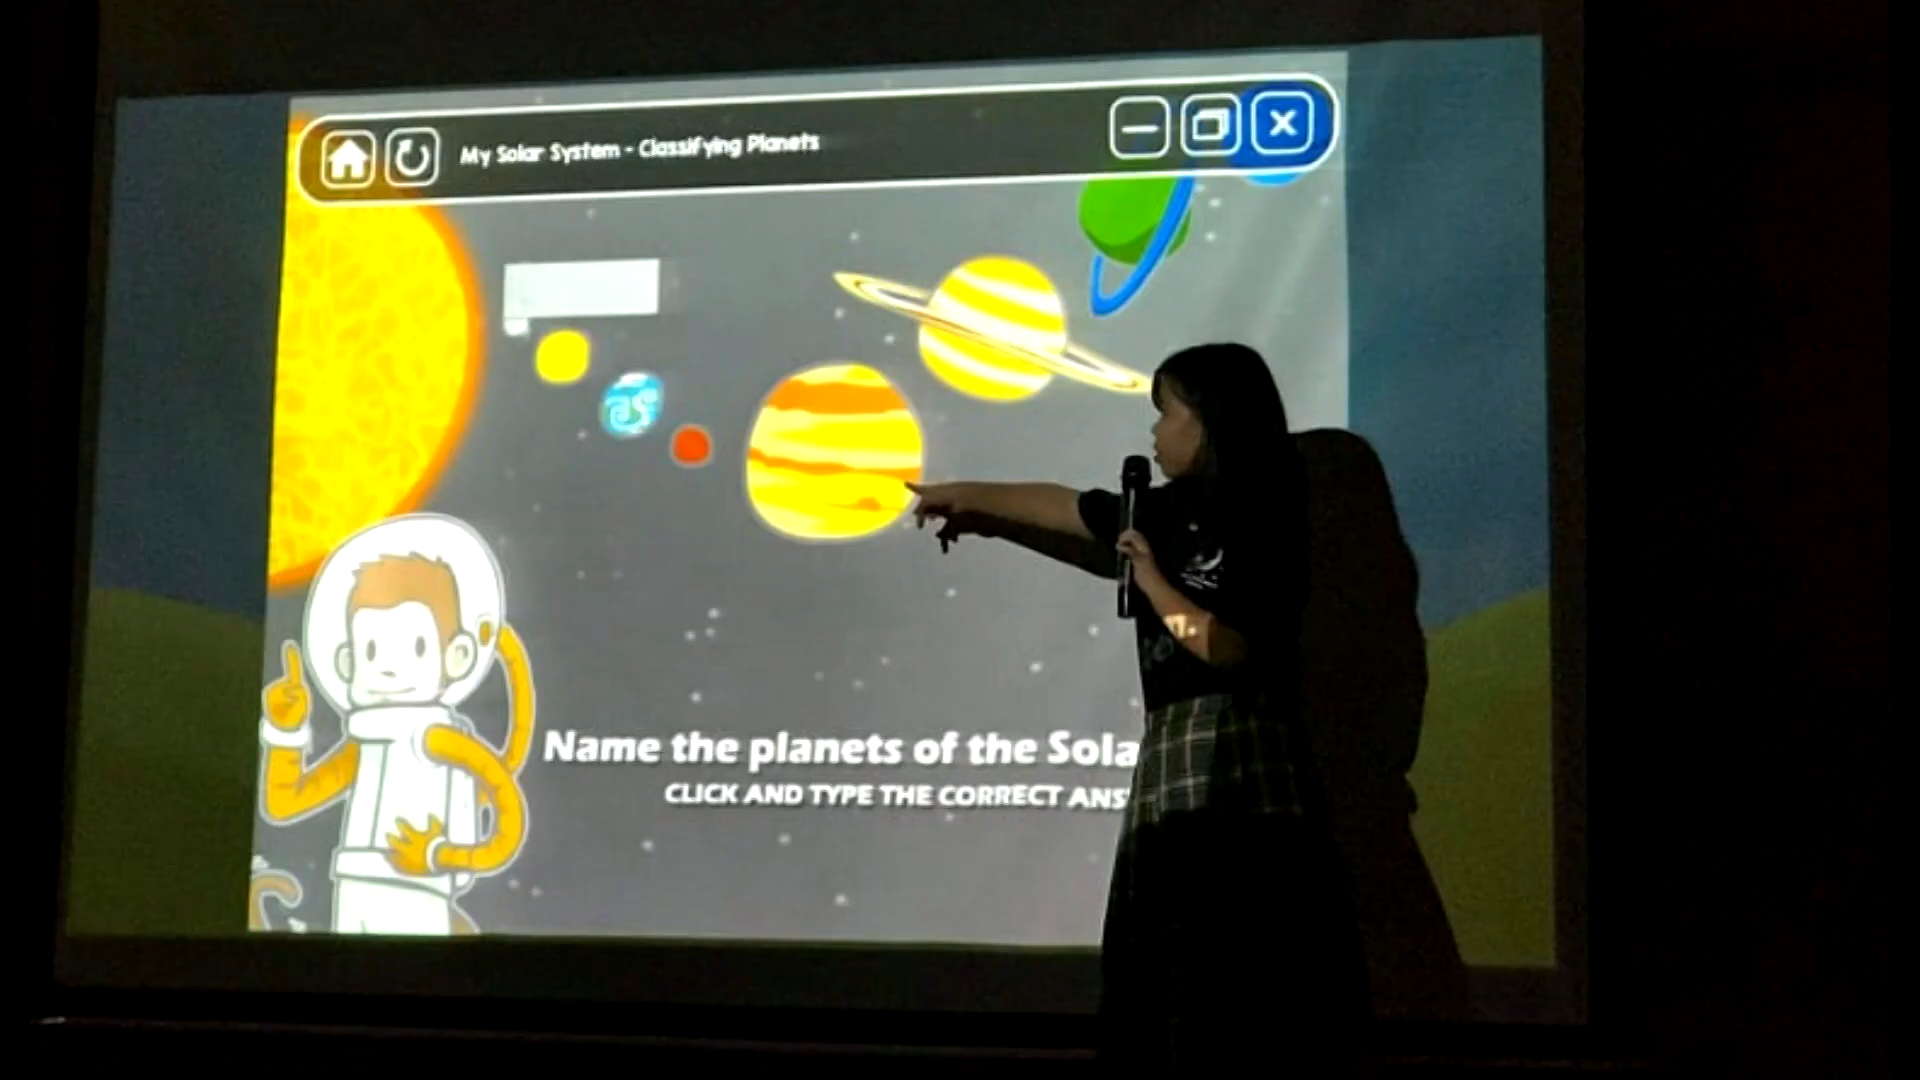 My Solar System - Classifying Planets
Name the planets of the Sola
CLICK AND TYPE THE CORRECT ANS